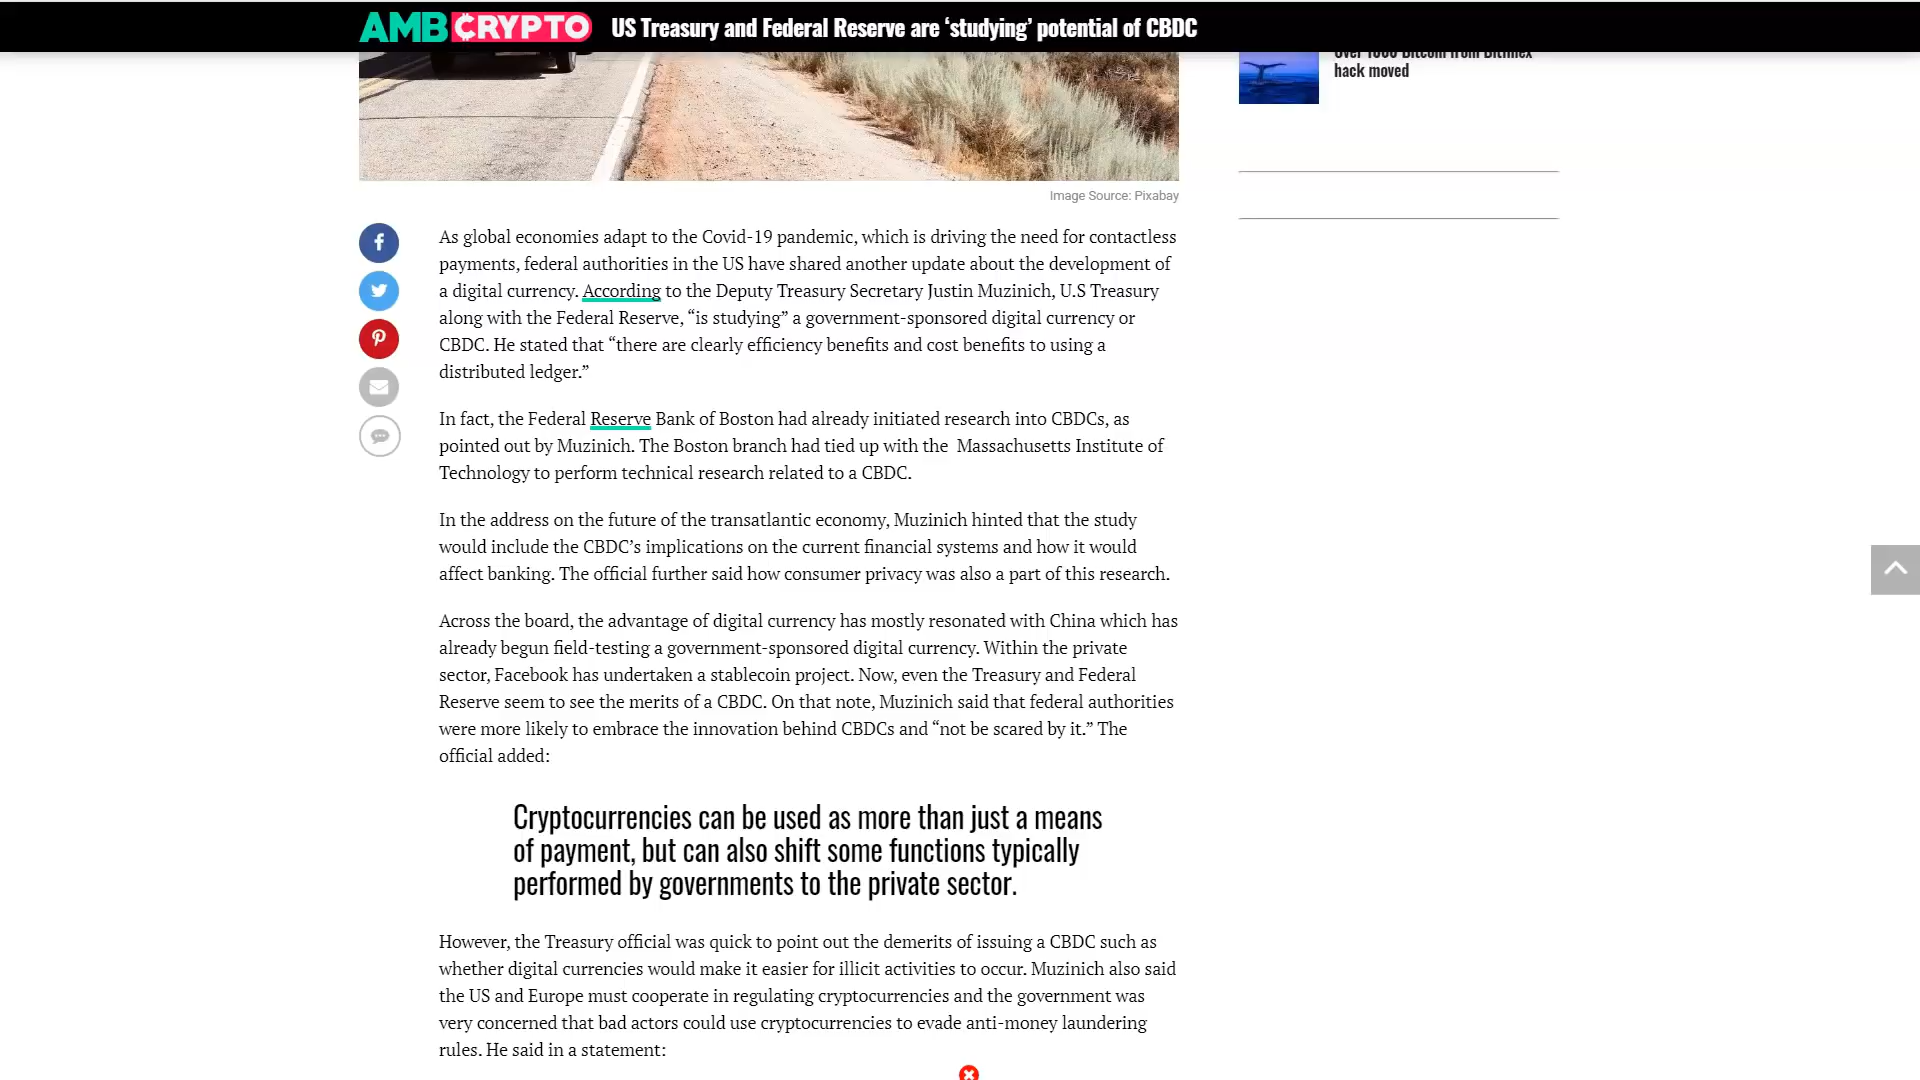 AMBCRYPTO US Treasury and Federal Reserve are ‘studying’ potential of CBDC
Over 1000 Bitcoin from Bitfinex
hack moved
Image Source: Pixabay
As global economies adapt to the Covid-19 pandemic, which is driving the need for contactless
payments, federal authorities in the US have shared another update about the development of
a digital currency. According to the Deputy Treasury Secretary Justin Muzinich, U.S Treasury
along with the Federal Reserve, “is studying” a government-sponsored digital currency or
CBDC. He stated that “there are clearly efficiency benefits and cost benefits to using a
distributed ledger.”
In fact, the Federal Reserve Bank of Boston had already initiated research into CBDCs, as
pointed out by Muzinich. The Boston branch had tied up with the Massachusetts Institute of
Technology to perform technical research related to a CBDC.
In the address on the future of the transatlantic economy, Muzinich hinted that the study
would include the CBDC’s implications on the current financial systems and how it would
affect banking. The official further said how consumer privacy was also a part of this research.
Across the board, the advantage of digital currency has mostly resonated with China which has
already begun field-testing a government-sponsored digital currency. Within the private
sector, Facebook has undertaken a stablecoin project. Now, even the Treasury and Federal
Reserve seem to see the merits of a CBDC. On that note, Muzinich said that federal authorities
were more likely to embrace the innovation behind CBDCs and “not be scared by it.” The
official added:
Cryptocurrencies can be used as more than just a means
of payment, but can also shift some functions typically
performed by governments to the private sector.
However, the Treasury official was quick to point out the demerits of issuing a CBDC such as
whether digital currencies would make it easier for illicit activities to occur. Muzinich also said
the US and Europe must cooperate in regulating cryptocurrencies and the government was
very concerned that bad actors could use cryptocurrencies to evade anti-money laundering
rules. He said in a statement: